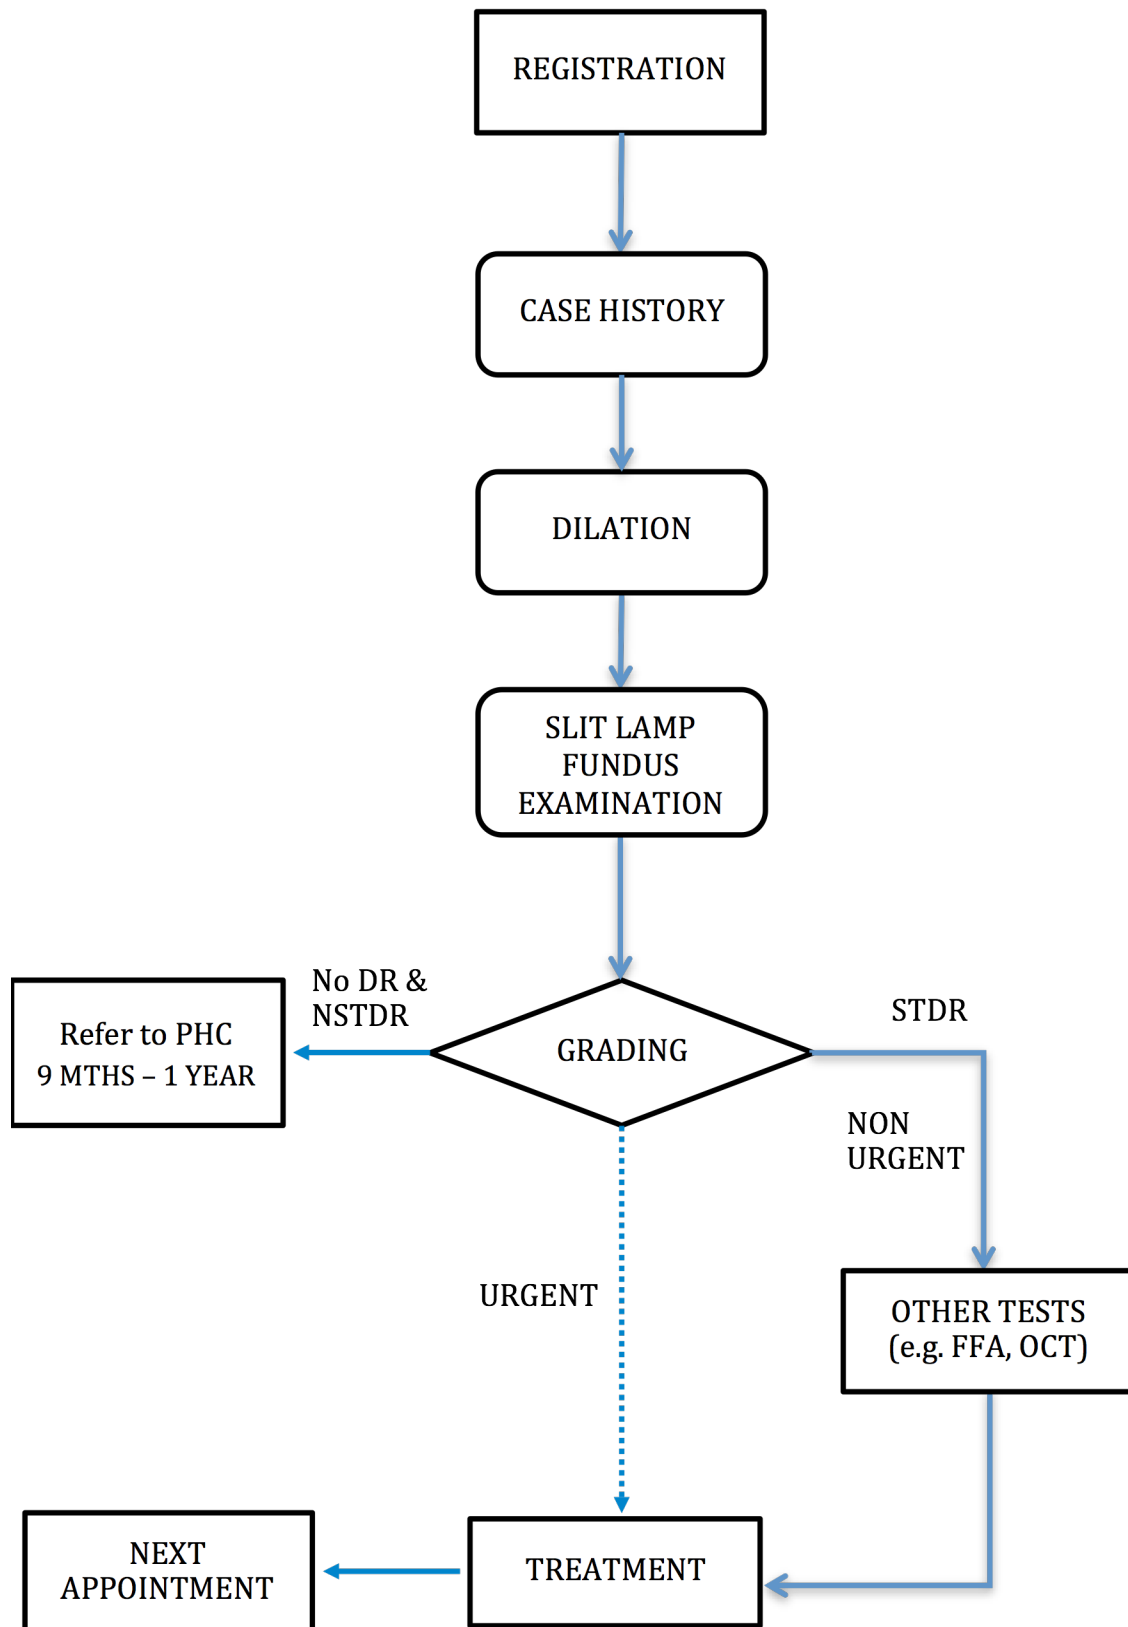 REGISTRATION
CASE HISTORY
DILATION
SLIT LAMP
FUNDUS
EXAMINATION
No DR &
NSTDR
Refer to PHC
9 MTHS – 1 YEAR
GRADING
STDR
NON
URGENT
URGENT
OTHER TESTS
(e.g. FFA, OCT)
TREATMENT
NEXT
APPOINTMENT